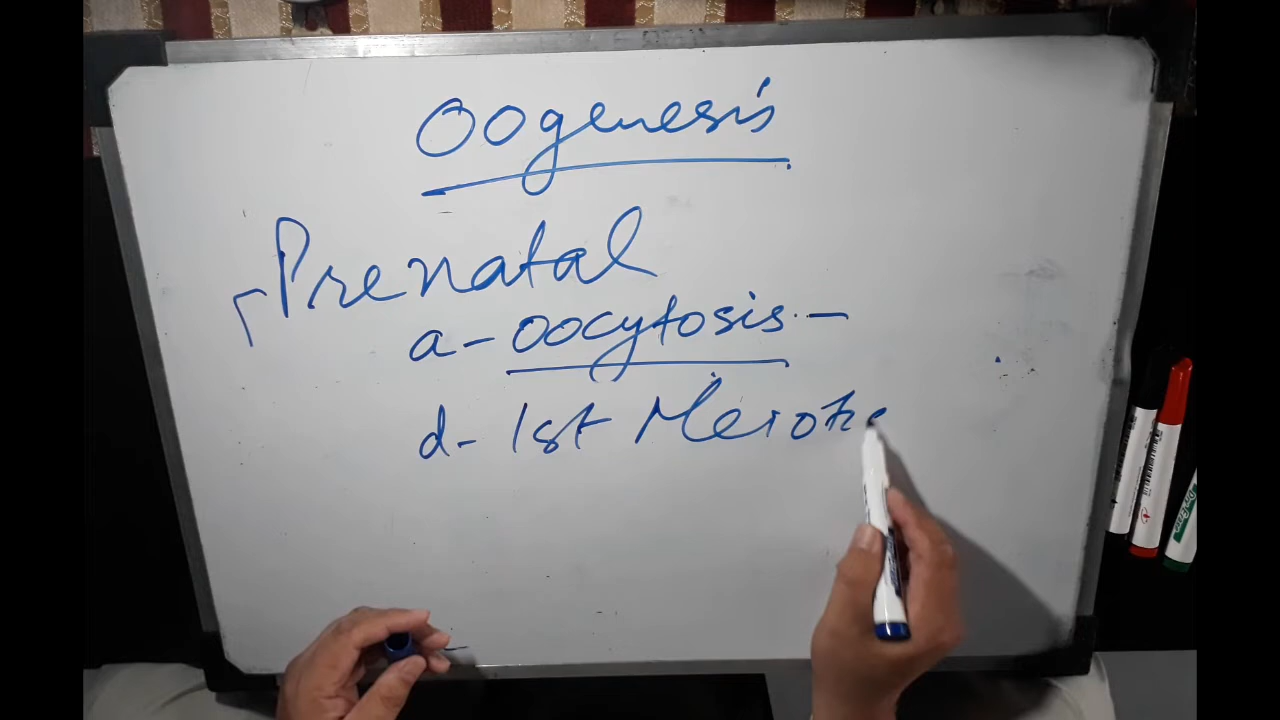 Oogenesis
Prenatal
a- oocytosis -
d- 1st Meiotic